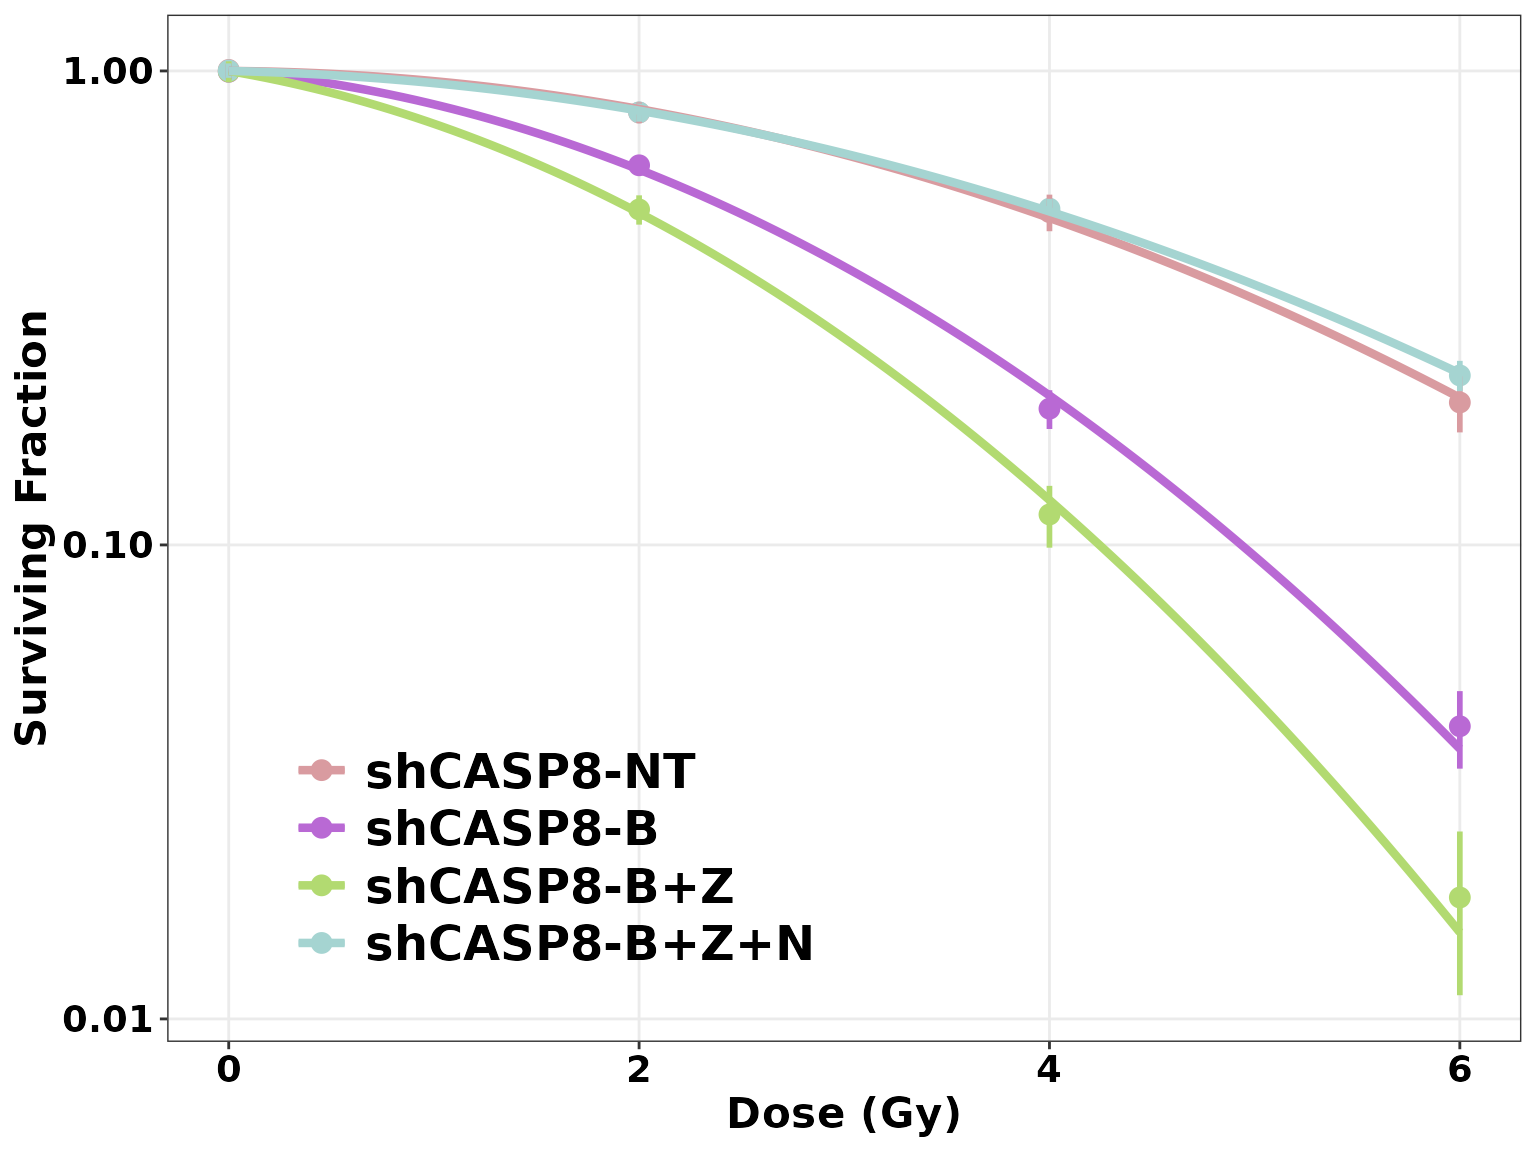 1.00
0.10
0.01
Surviving Fraction
shCASP8-NT
shCASP8-B
shCASP8-B+Z
shCASP8-B+Z+N
0 2 4 6
Dose (Gy)